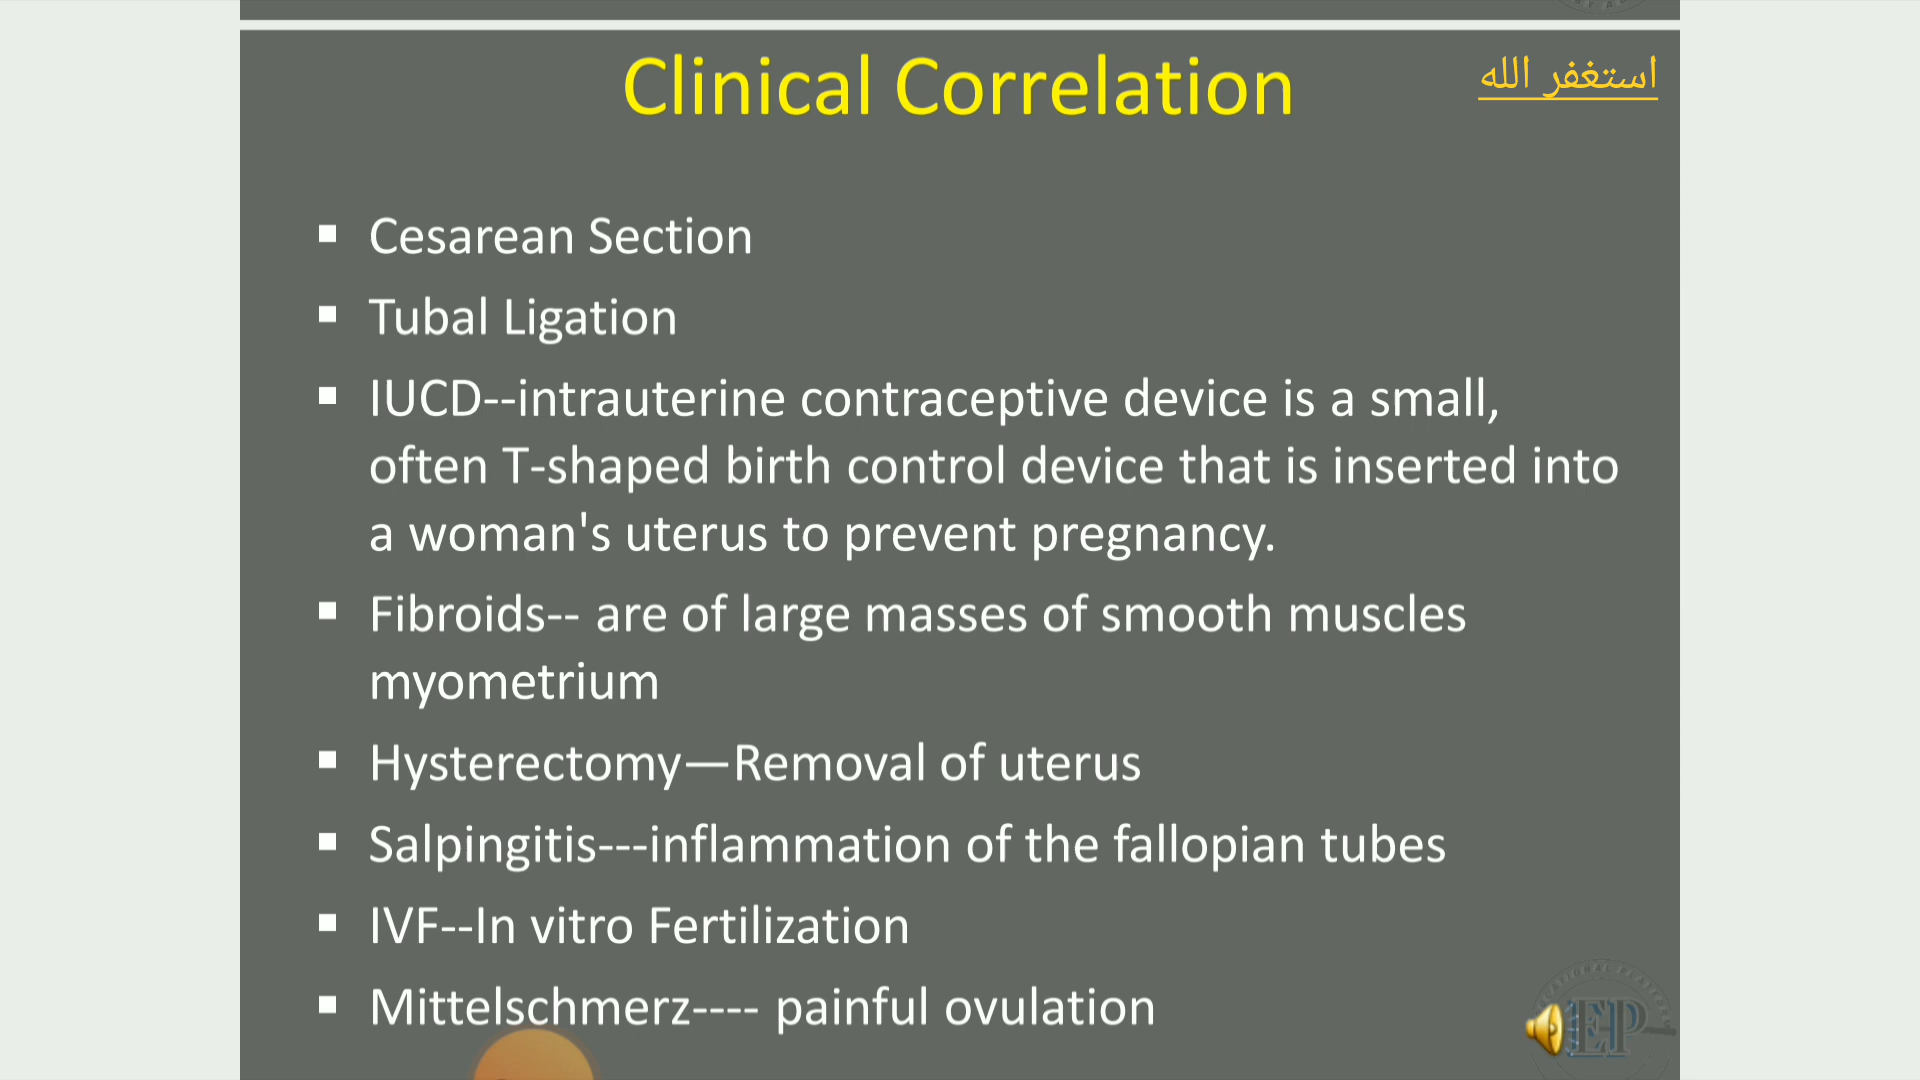 Clinical Correlation
استغفر الله
▪ Cesarean Section
▪ Tubal Ligation
▪ IUCD--intrauterine contraceptive device is a small,
often T-shaped birth control device that is inserted into
a woman's uterus to prevent pregnancy.
▪ Fibroids-- are of large masses of smooth muscles
myometrium
▪ Hysterectomy—Removal of uterus
▪ Salpingitis---inflammation of the fallopian tubes
▪ IVF--In vitro Fertilization
▪ Mittelschmerz---- painful ovulation
EP